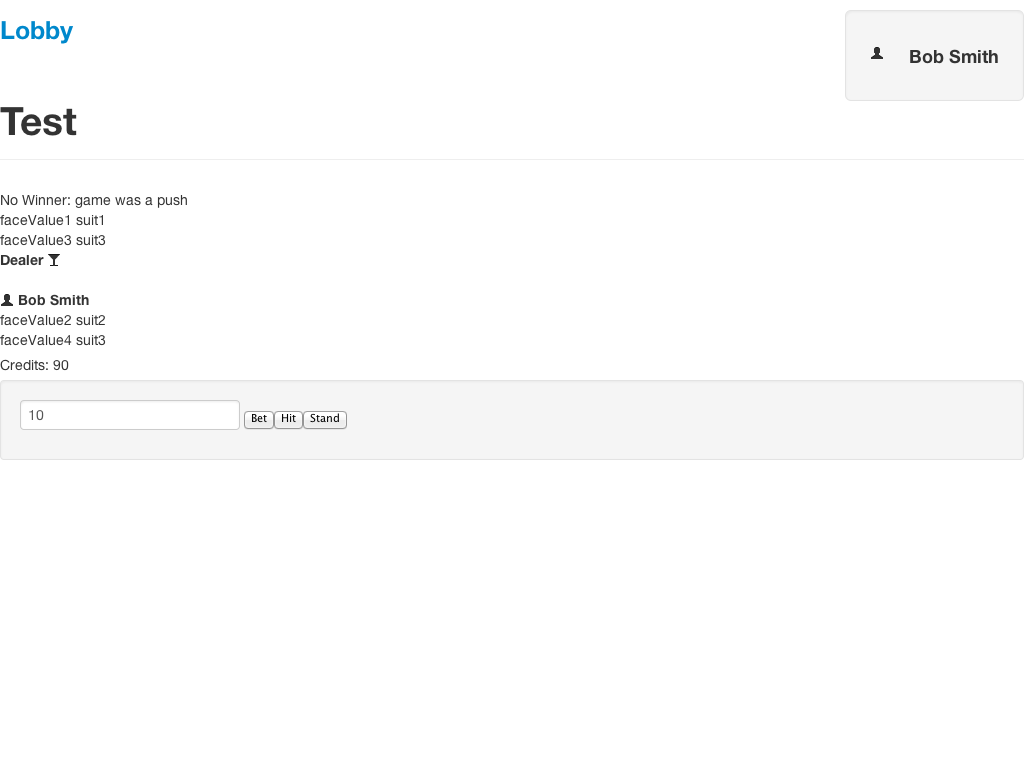 Lobby
Bob Smith
Test
No Winner: game was a push
faceValue1 suit1
faceValue3 suit3
Dealer
Bob Smith
faceValue2 suit2
faceValue4 suit3
Credits: 90
10 Bet Hit Stand